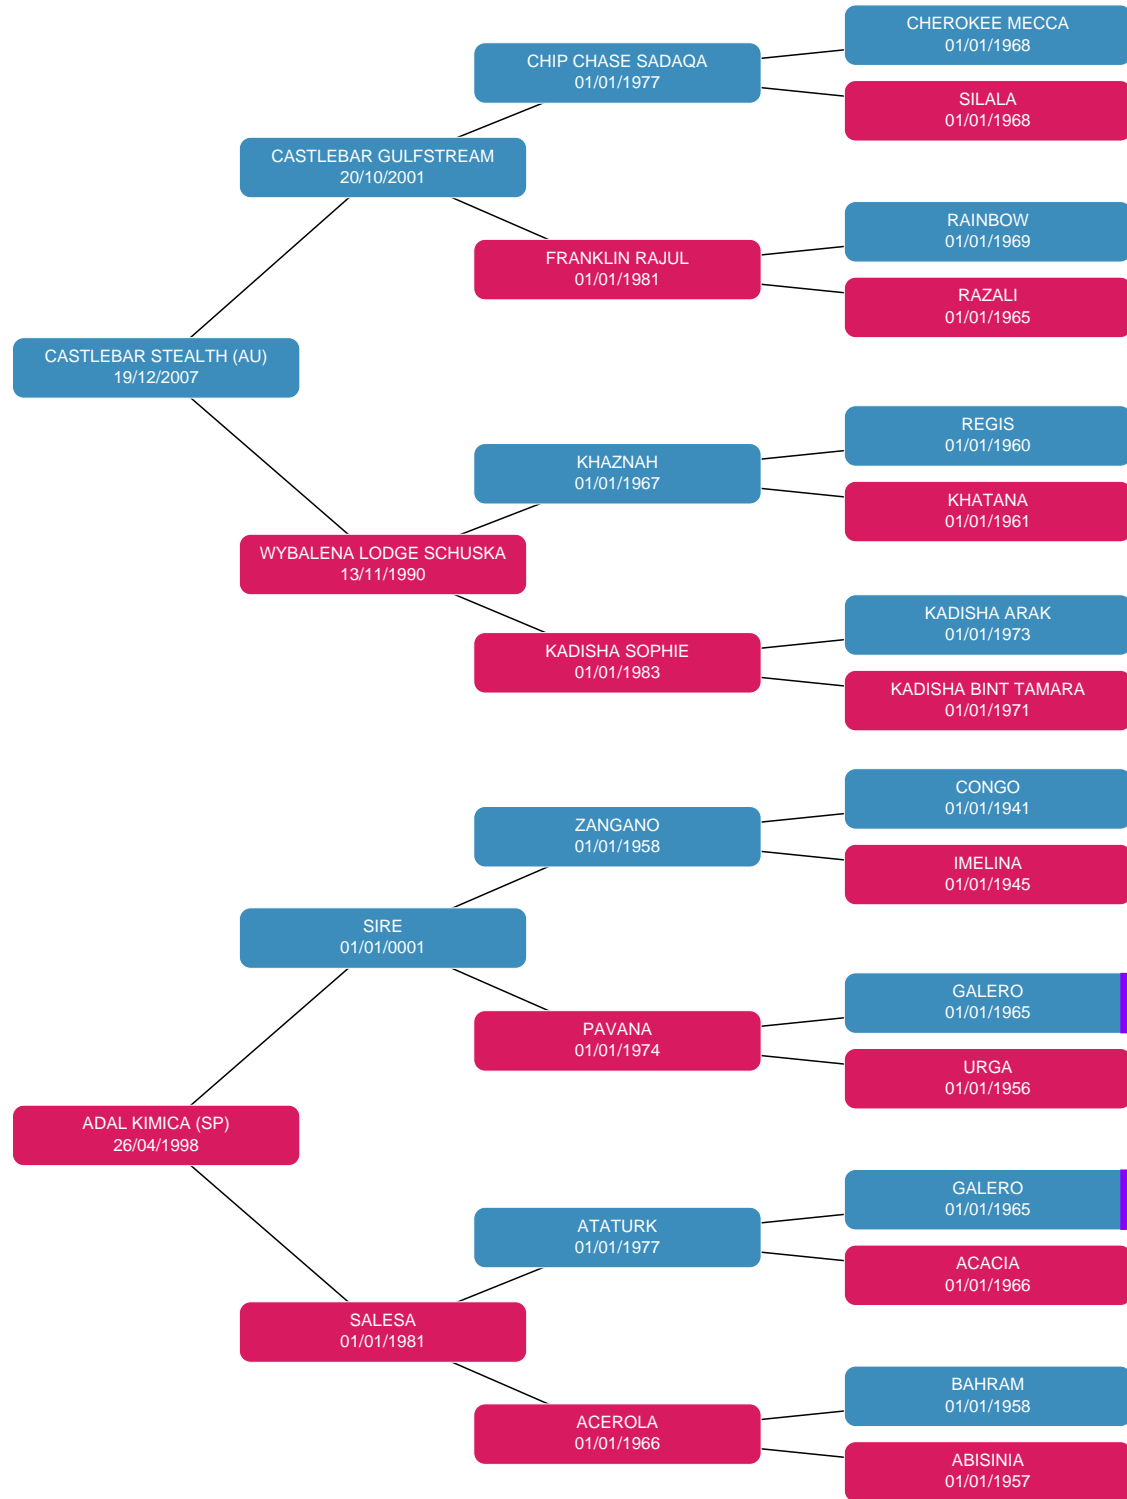 CHEROKEE MECCA
01/01/1968
CHIP CHASE SADAQA
01/01/1977
SILALA
01/01/1968
CASTLEBAR GULFSTREAM
20/10/2001
RAINBOW
01/01/1969
FRANKLIN RAJUL
01/01/1981
RAZALI
01/01/1965
CASTLEBAR STEALTH (AU)
19/12/2007
REGIS
01/01/1960
KHAZNAH
01/01/1967
KHATANA
01/01/1961
WYBALENA LODGE SCHUSKA
13/11/1990
KADISHA ARAK
01/01/1973
KADISHA SOPHIE
01/01/1983
KADISHA BINT TAMARA
01/01/1971
CONGO
01/01/1941
ZANGANO
01/01/1958
IMELINA
01/01/1945
SIRE
01/01/0001
GALERO
01/01/1965
PAVANA
01/01/1974
URGA
01/01/1956
ADAL KIMICA (SP)
26/04/1998
GALERO
01/01/1965
ATATURK
01/01/1977
ACACIA
01/01/1966
SALESA
01/01/1981
BAHRAM
01/01/1958
ACEROLA
01/01/1966
ABISINIA
01/01/1957